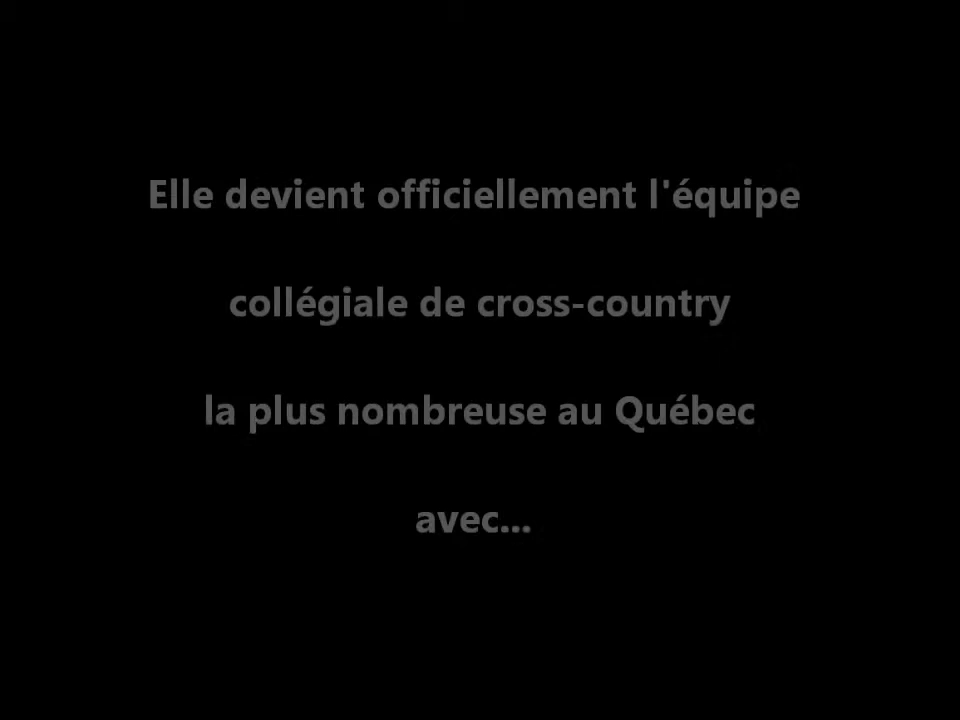 Elle devient officiellement l'équipe
collégiale de cross-country
la plus nombreuse au Québec
avec...